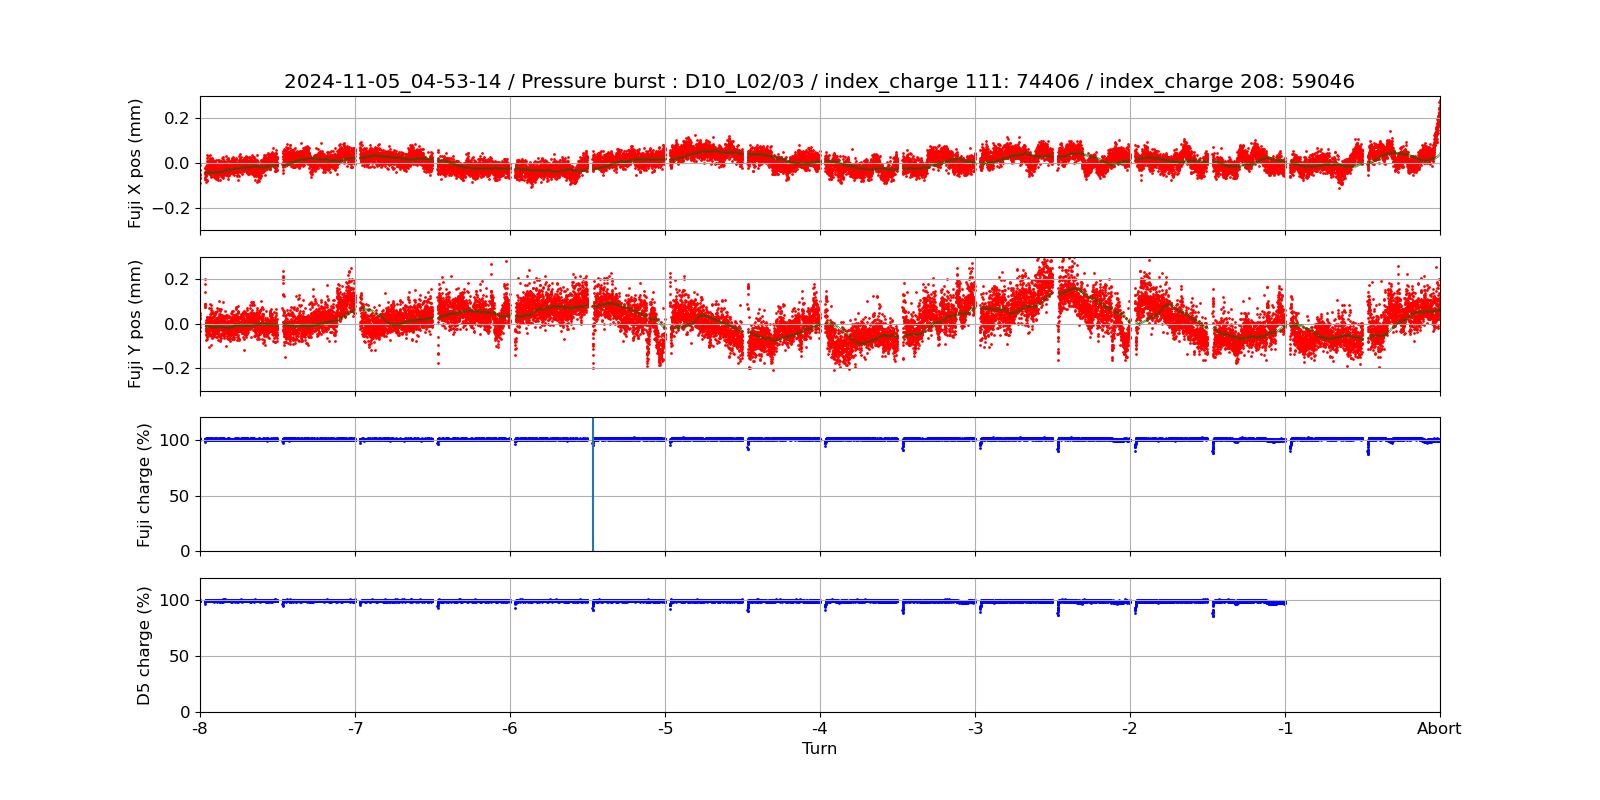 2024-11-05_04-53-14 / Pressure burst : D10_L02/03 / index_charge 111: 74406 / index_charge 208: 59046
Fuji X pos (mm)
0.2
0.0
−0.2
Fuji Y pos (mm)
0.2
0.0
−0.2
Fuji charge (%)
100
50
0
D5 charge (%)
100
50
0
-8 -7 -6 -5 -4 -3 -2 -1 Abort
Turn